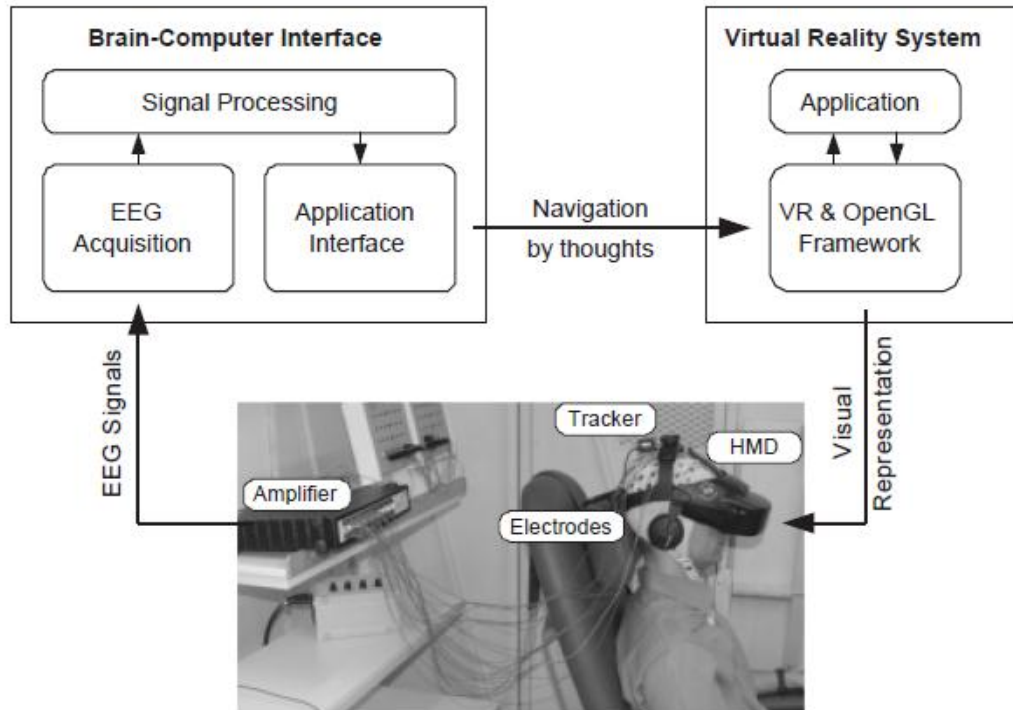 Brain-Computer Interface
Signal Processing
EEG
Acquisition
Application
Interface
Navigation
by thoughts
Virtual Reality System
Application
VR & OpenGL
Framework
EEG Signals
Visual
Representation
Tracker
HMD
Amplifier
Electrodes